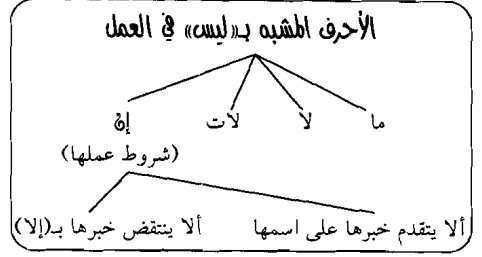 الأحرف المشبه بـ«ليس» في العمل
ما لا لات إن
(شروط عملها)
ألا يتقدم خبرها على اسمها ألا ينتقض خبرها بـ(إلا)